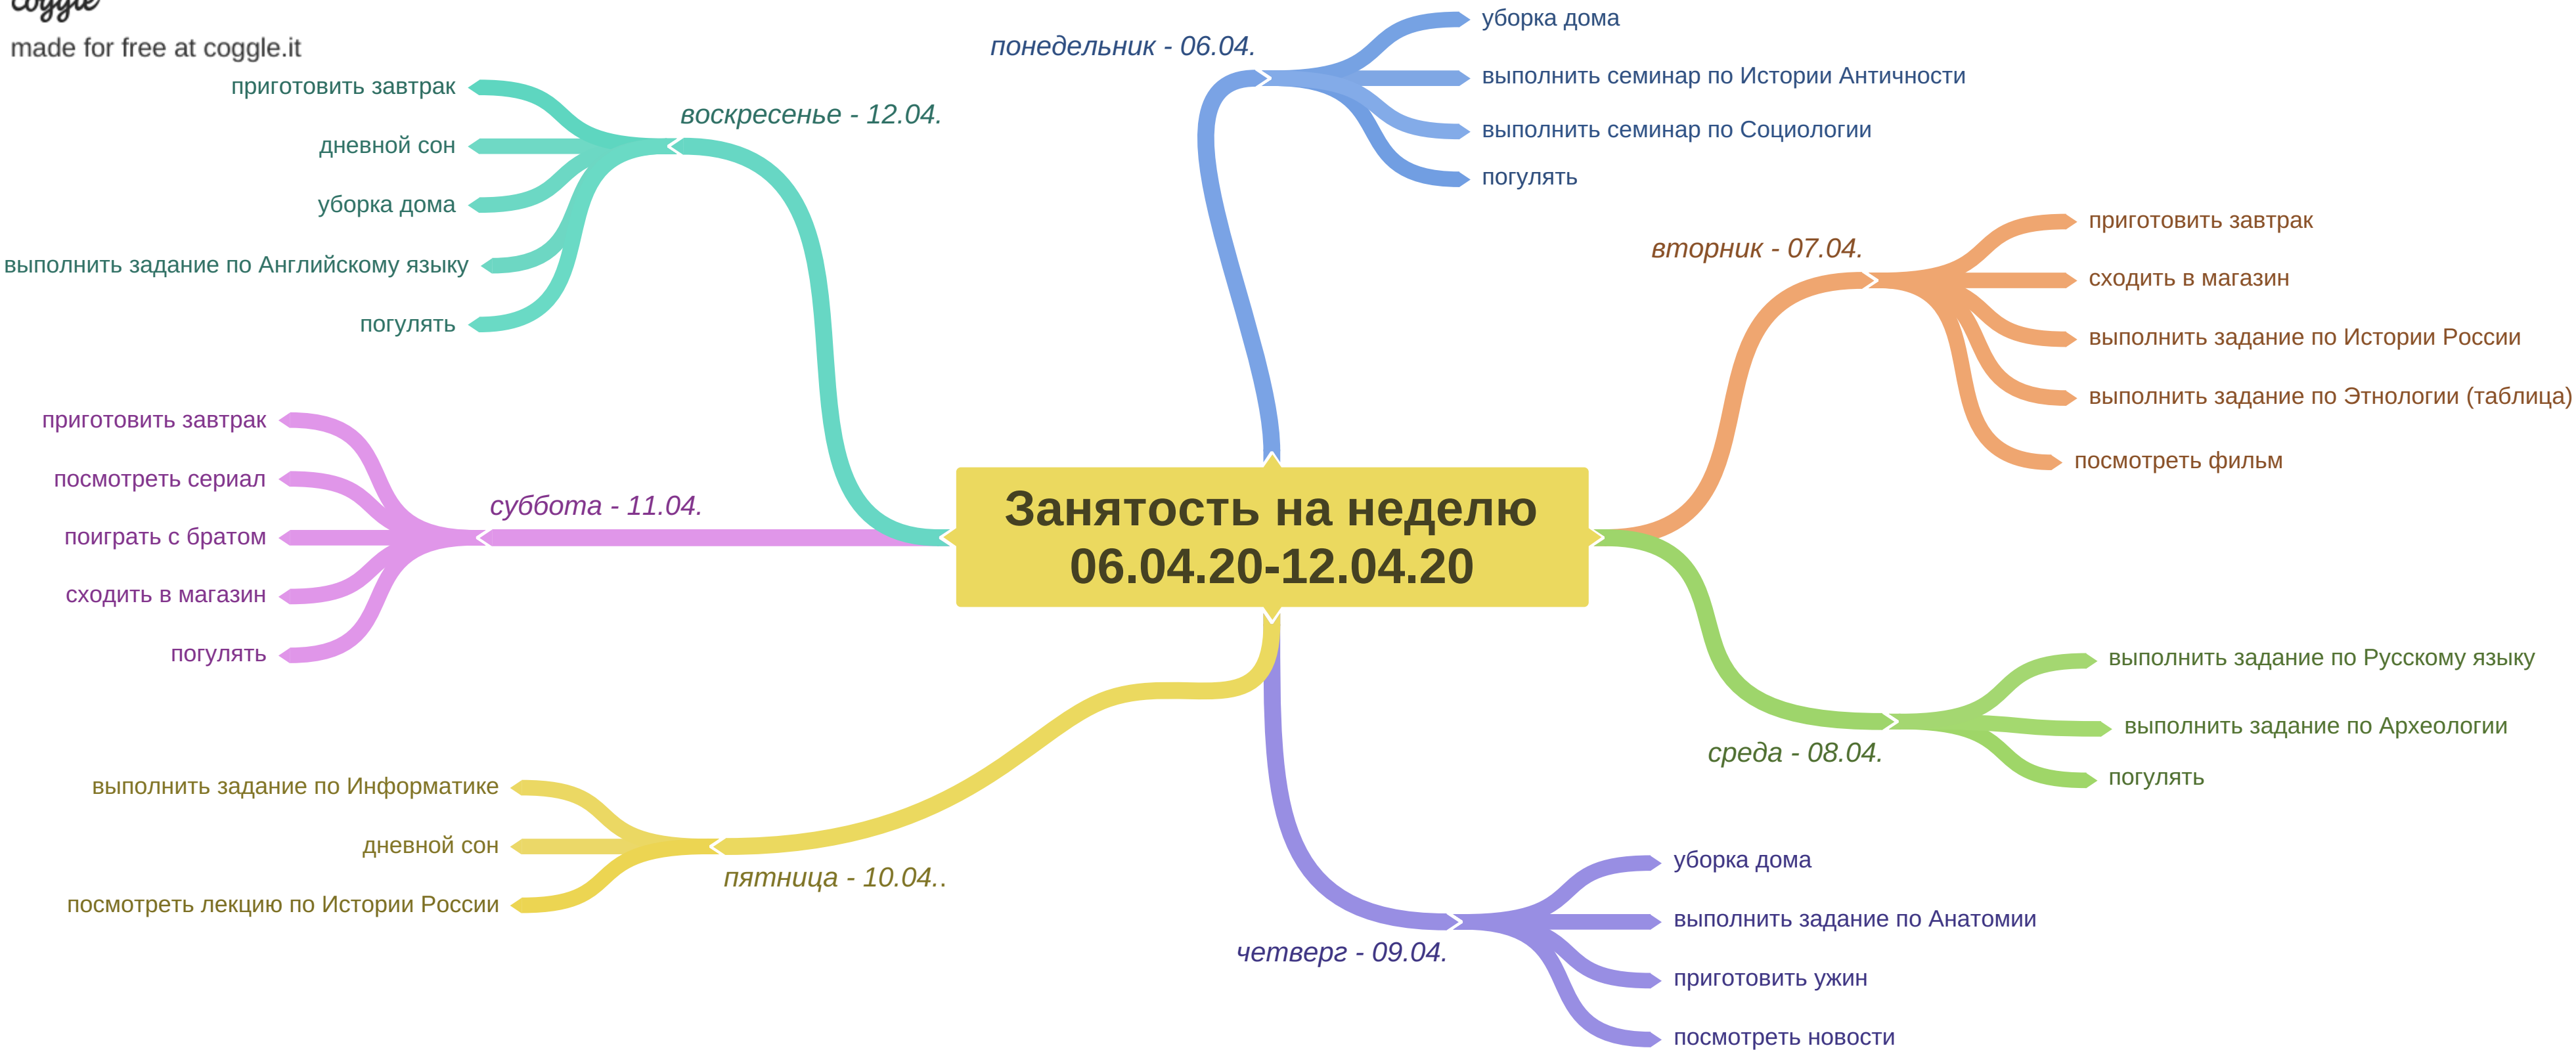 coggle
made for free at coggle.it
Занятость на неделю
06.04.20-12.04.20
понедельник - 06.04.
уборка дома
выполнить семинар по Истории Античности
выполнить семинар по Социологии
погулять
вторник - 07.04.
приготовить завтрак
сходить в магазин
выполнить задание по Истории России
выполнить задание по Этнологии (таблица)
посмотреть фильм
среда - 08.04.
выполнить задание по Русскому языку
выполнить задание по Археологии
погулять
четверг - 09.04.
уборка дома
выполнить задание по Анатомии
приготовить ужин
посмотреть новости
пятница - 10.04..
выполнить задание по Информатике
дневной сон
посмотреть лекцию по Истории России
суббота - 11.04.
приготовить завтрак
посмотреть сериал
поиграть с братом
сходить в магазин
погулять
воскресенье - 12.04.
приготовить завтрак
дневной сон
уборка дома
выполнить задание по Английскому языку
погулять